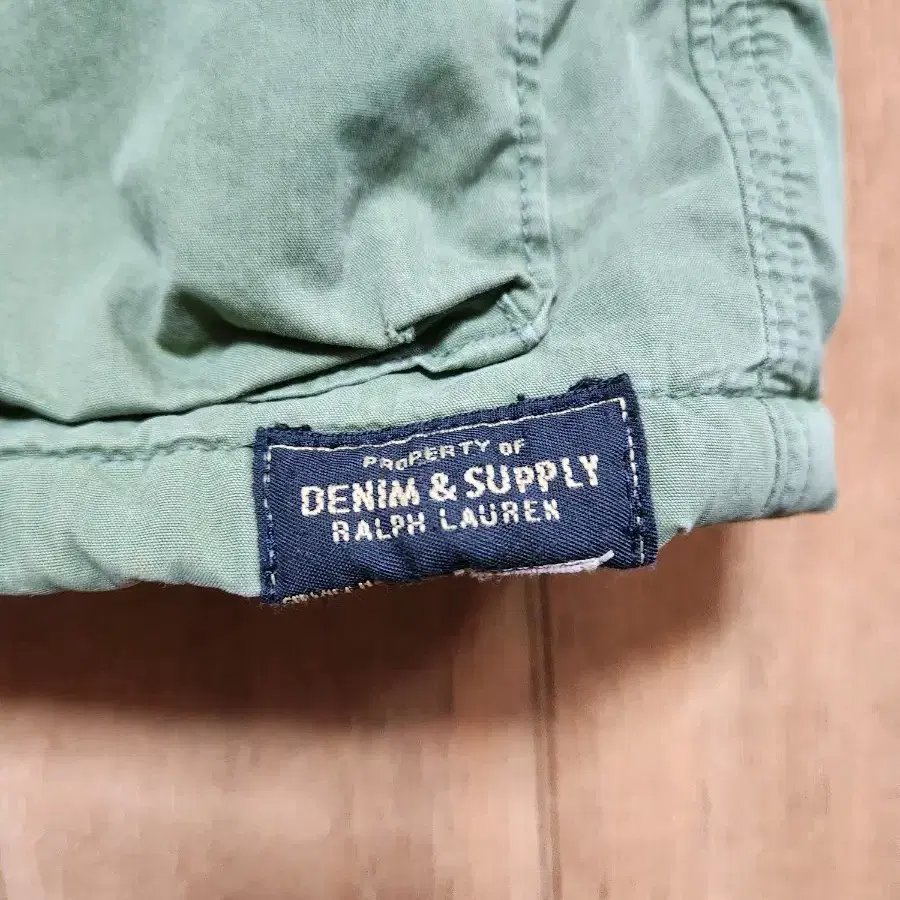 PROPERTY OF
DENIM & SUPPLY
RALPH LAUREN